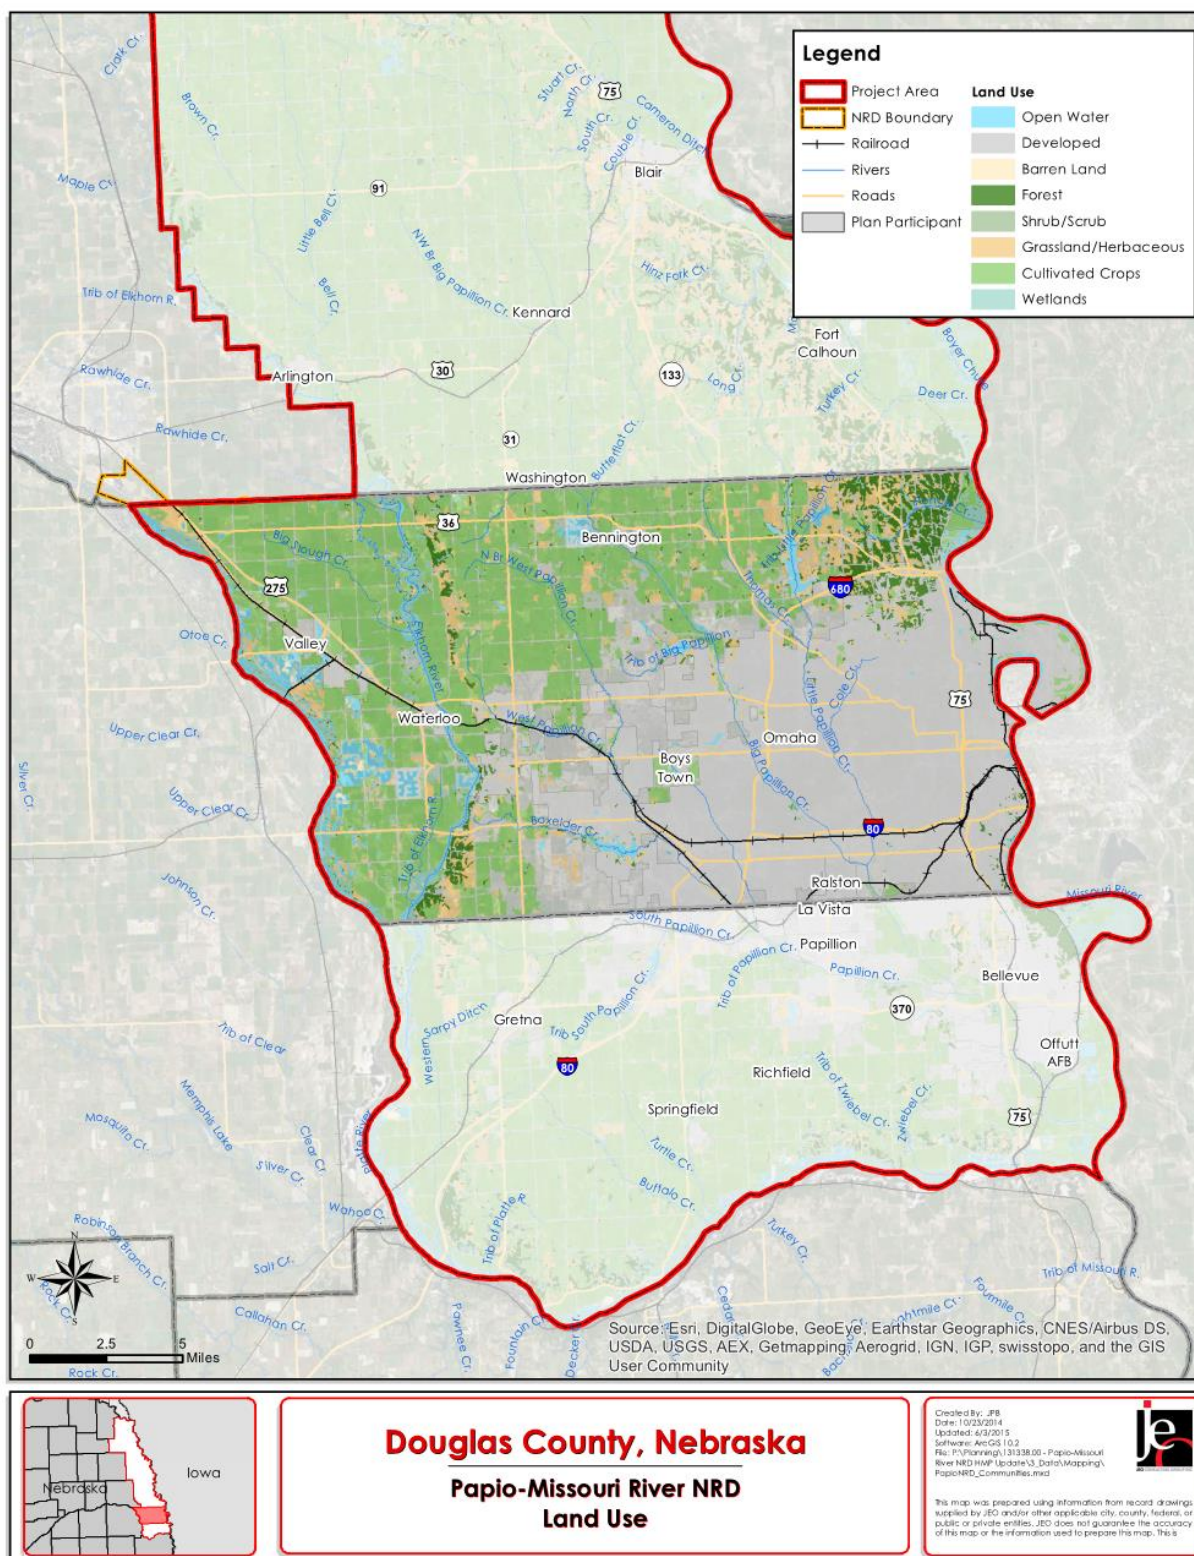 Legend
Project Area
NRD Boundary
Railroad
Rivers
Roads
Plan Participant
Land Use
Open Water
Developed
Barren Land
Forest
Shrub/Scrub
Grassland/Herbaceous
Cultivated Crops
Wetlands
Clark Cr.
Brown Cr.
Maple Cr.
Stuart Cr.
North Cr.
South Cr.
75
Couble Cr.
Cameron Ditch
Blair
91
Little Bell Cr.
Bell Cr.
NW Br Big Papillion Cr.
Kennard
Hinz Fork Cr.
Trib of Elkhorn R.
Fort
Calhoun
Boyer Chute
Rawhide Cr.
Arlington
30
133
Long Cr.
Turkey Cr.
Deer Cr.
Rawhide Cr.
31
Butterflat Cr.
Washington
36
Bennington
Big Slough Cr.
N Br West Papillion Cr.
Thomas Cr.
680
275
Otoe Cr.
Valley
Elkhorn River
Trib of Big Papillion
Little Papillion Cr.
Cole Cr.
75
Upper Clear Cr.
Waterloo
West Papillion Cr.
Omaha
Boys
Town
Big Papillion Cr.
Silver Cr.
Upper Clear Cr.
Trib of Elkhorn R.
Boxelder Cr.
80
Johnson Cr.
Ralston
La Vista
Missouri River
South Papillion Cr.
Papillion
Trib of Papillion Cr.
Papillion Cr.
Bellevue
370
Western Sarpy Ditch
Gretna
Trib South Papillion Cr.
Trib of Clear
Offutt
AFB
80
Richfield
Trib of Zwiebel Cr.
Zwiebel Cr.
Memphis Lake
Mosquito Cr.
Clear Cr.
Platte River
Springfield
75
Turtle Cr.
Silver Cr.
Buffalo Cr.
Wahoo Cr.
Trib of Platte R.
Turkey Cr.
Robinson Branch Cr.
N
W
E
S
Rock Cr.
Salt Cr.
Trib of Missouri R.
Callahan Cr.
Pawnee Cr.
Fountain Cr.
Decker Cr.
Fourmile Cr.
0 2.5 5
Miles
Rock Cr.
Source: Esri, DigitalGlobe, GeoEye, Earthstar Geographics, CNES/Airbus DS,
USDA, USGS, AEX, Getmapping, Aerogrid, IGN, IGP, swisstopo, and the GIS
User Community
Nebraska
Iowa
Douglas County, Nebraska
Papio-Missouri River NRD
Land Use
Created By: JPB
Date: 10/23/2014
Updated: 6/3/2015
Software: ArcGIS 10.2
File: P:\Planning\131338.00 - Papio-Missouri
River NRD HMP Update\3_Data\Mapping\
PapioNRD_Communities.mxd
This map was prepared using information from record drawings
supplied by JEO and/or other applicable city, county, federal, or
public or private entities. JEO does not guarantee the accuracy
of this map or the information used to prepare this map. This is